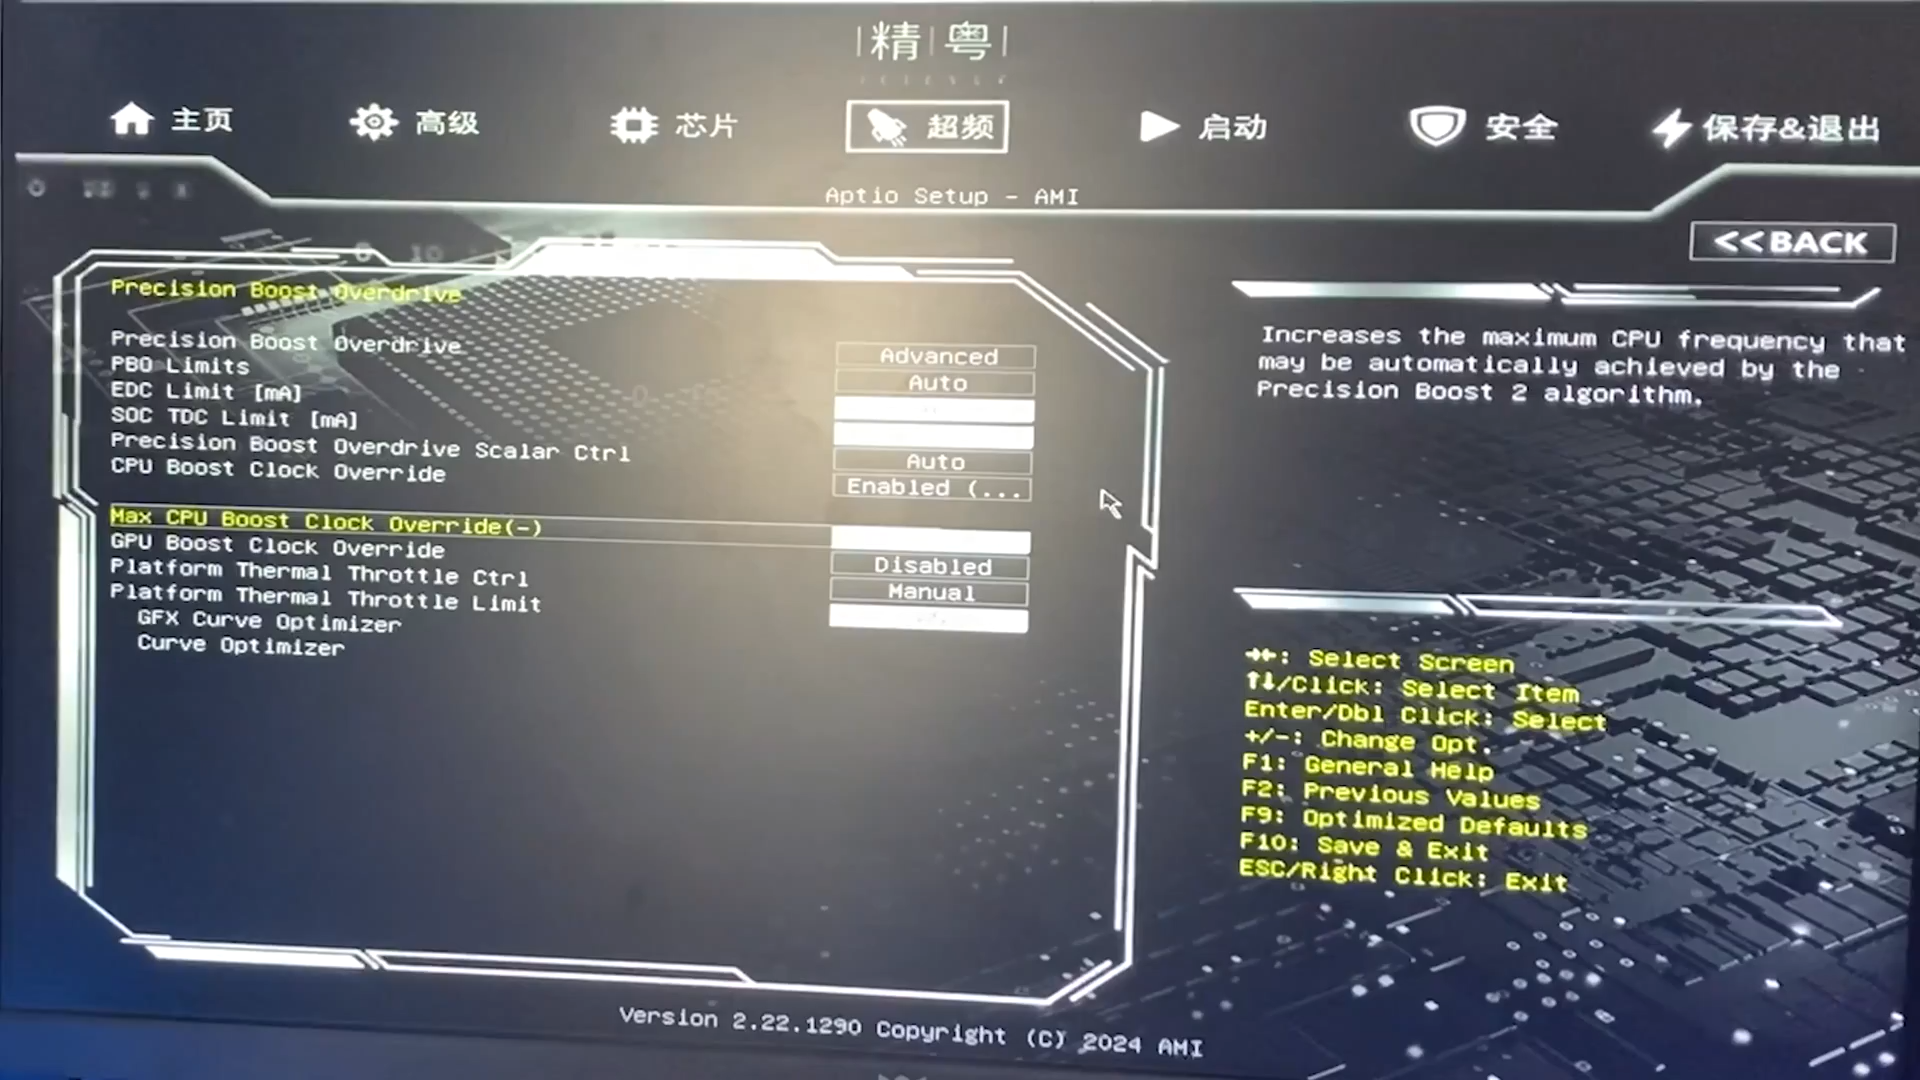 精 粤
主页 高级 芯片 超频 启动 安全 保存&退出
Aptio Setup - AMI
<<BACK
Precision Boost Overdrive
Precision Boost Overdrive Advanced
PBO Limits Auto
EDC Limit [mA]
SOC TDC Limit [mA]
Precision Boost Overdrive Scalar Ctrl Auto
CPU Boost Clock Override Enabled (...
Max CPU Boost Clock Override(-)
GPU Boost Clock Override Disabled
Platform Thermal Throttle Ctrl Manual
Platform Thermal Throttle Limit
GFX Curve Optimizer
Curve Optimizer
Increases the maximum CPU frequency that
may be automatically achieved by the
Precision Boost 2 algorithm.
→←: Select Screen
↑↓/Click: Select Item
Enter/Dbl Click: Select
+/-: Change Opt.
F1: General Help
F2: Previous Values
F9: Optimized Defaults
F10: Save & Exit
ESC/Right Click: Exit
Version 2.22.1290 Copyright (C) 2024 AMI